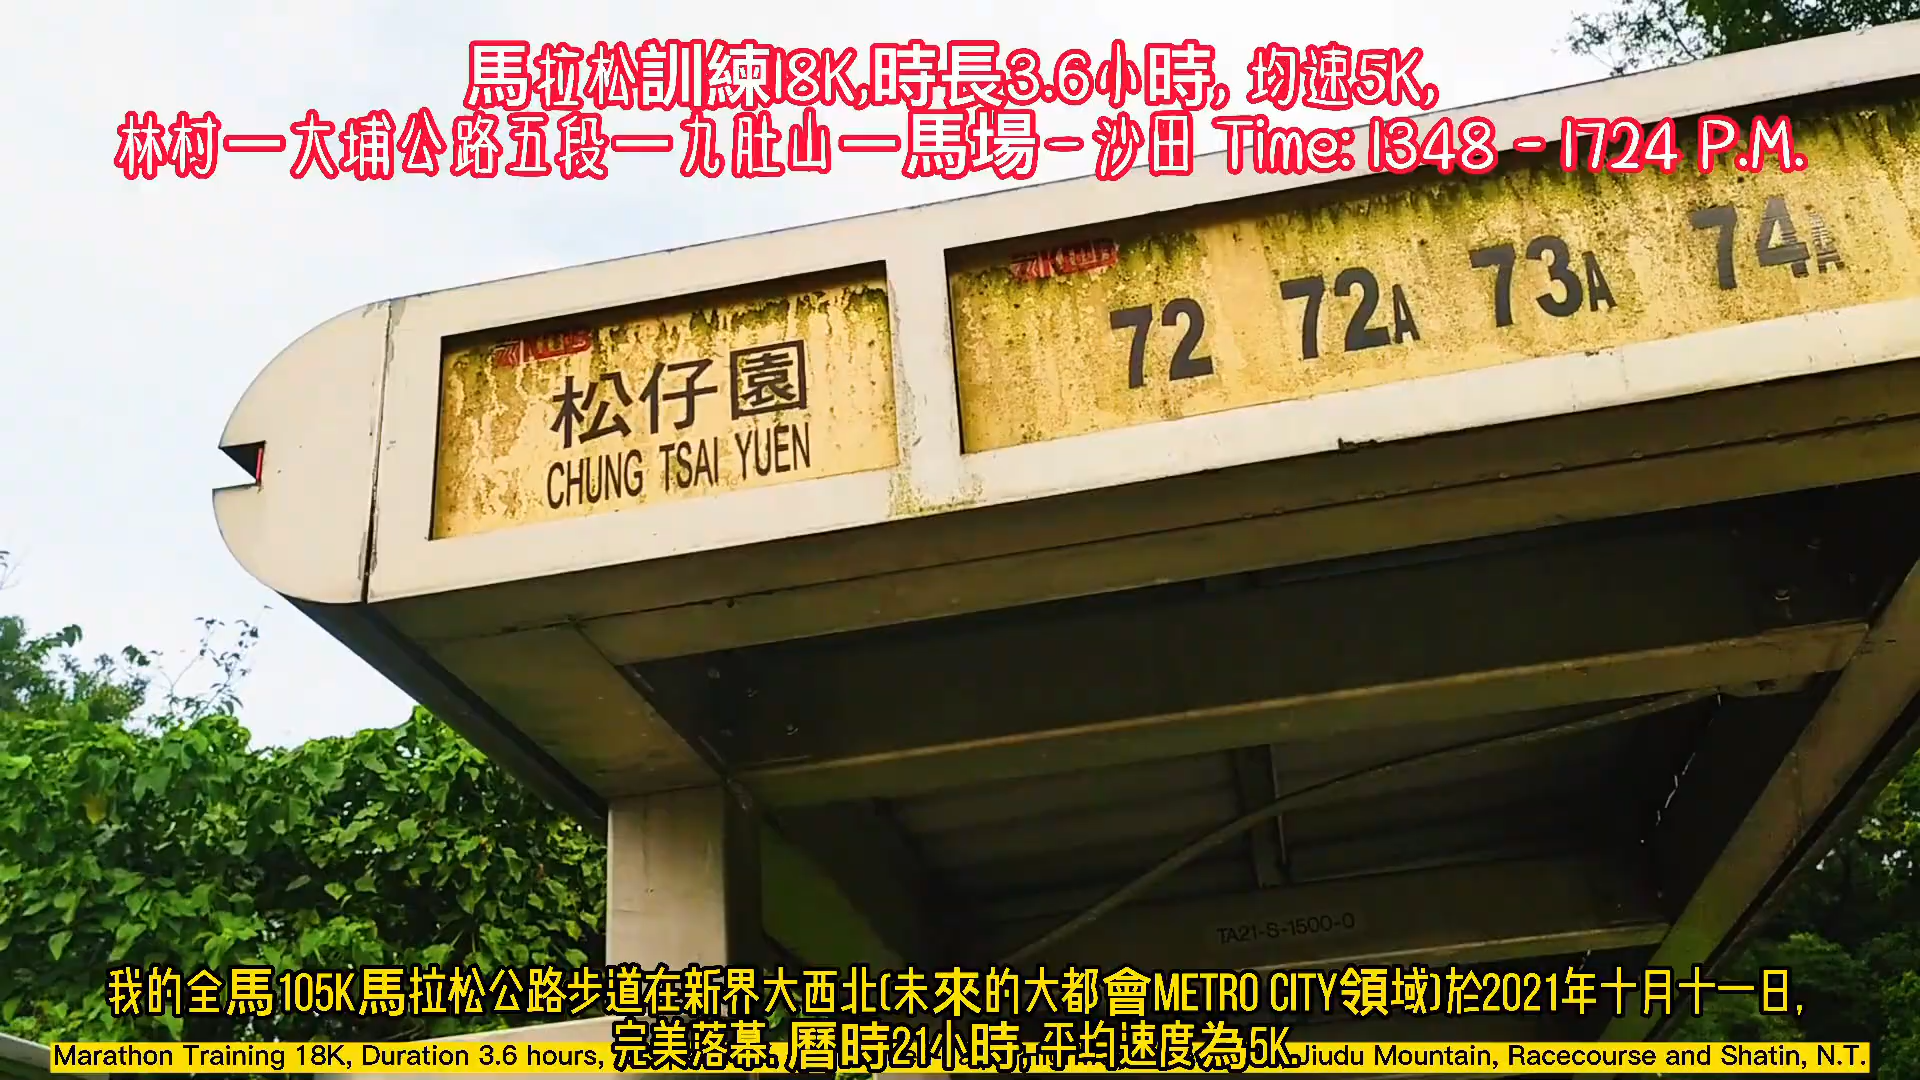 馬拉松訓練18K,時長3.6小時, 均速5K,
林村一大埔公路五段一九肚山一馬場-沙田 Time: 1348 - 1724 P.M.
KMB
KMB
72 72A 73A 74A
松仔園
CHUNG TSAI YUEN
TA21-S-1500-0
我的全馬105K馬拉松公路步道在新界大西北(未來的大都會METRO CITY領域)於2021年十月十一日,
完美落幕.曆時21小時,平均速度為5K.
Marathon Training 18K, Duration 3.6 hours, Jiudu Mountain, Racecourse and Shatin, N.T.